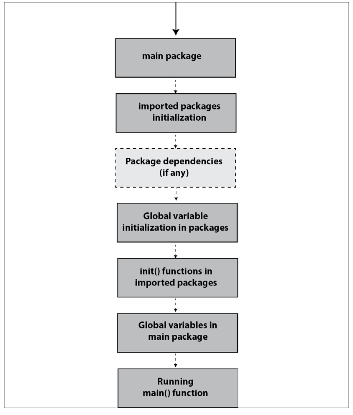 main package
imported packages
initialization
Package dependencies
(if any)
Global variable
initialization in packages
init() functions in
imported packages
Global variables in
main package
Running
main() function